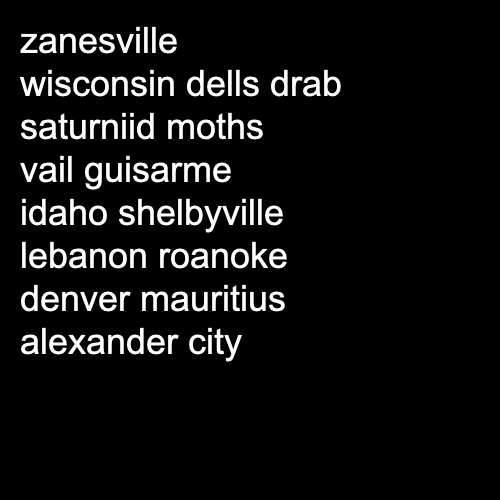 zanesville
wisconsin dells drab
saturniid moths
vail guisarme
idaho shelbyville
lebanon roanoke
denver mauritius
alexander city